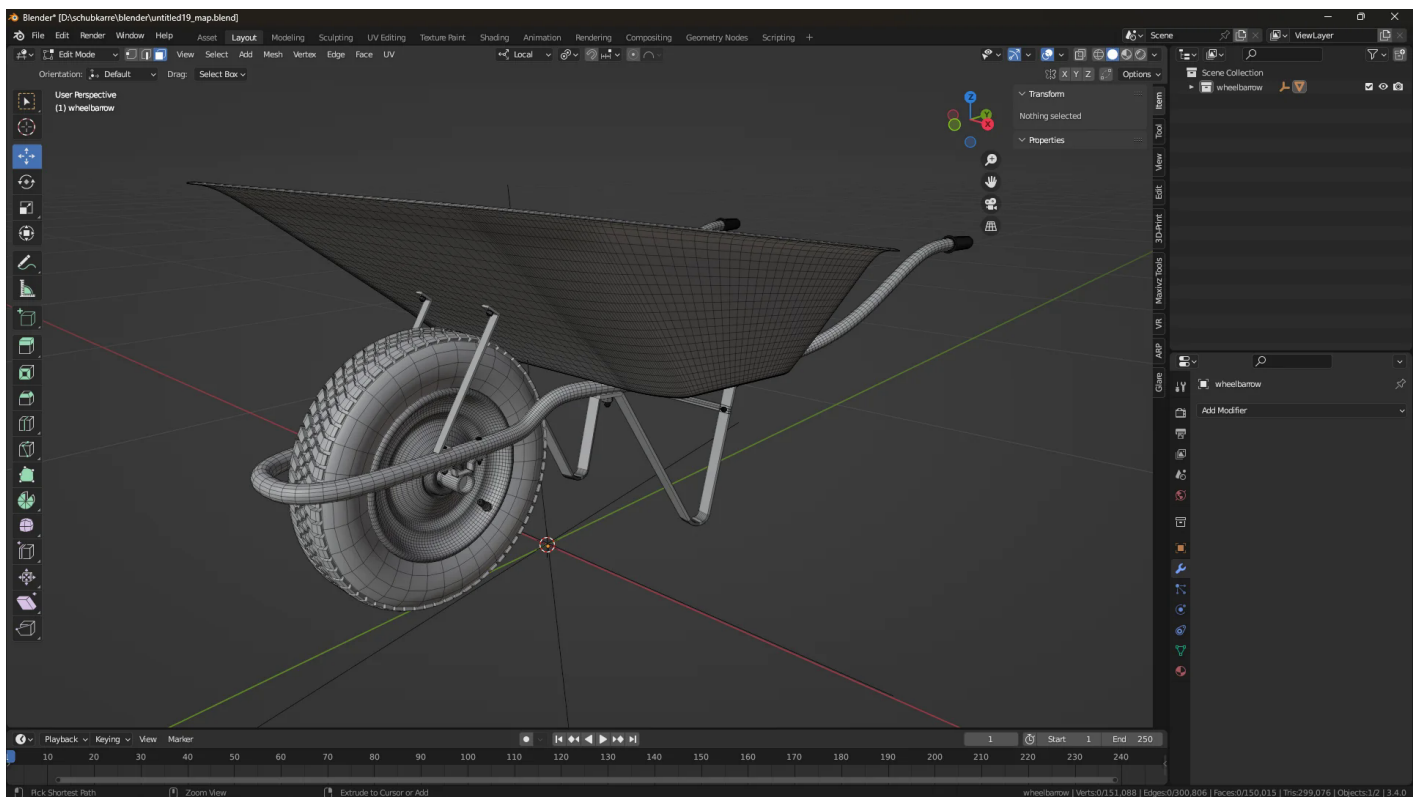 Blender* [D:\schubkarre\blender\untitled19_map.blend]
File Edit Render Window Help Asset Layout Modeling Sculpting UV Editing Texture Paint Shading Animation Rendering Compositing Geometry Nodes Scripting + Scene ViewLayer
Edit Mode View Select Add Mesh Vertex Edge Face UV Local
Orientation: Default Drag: Select Box X Y Z Options
User Perspective
(1) wheelbarrow
Z
Y
X
Transform
Nothing selected
Properties
Item
Tool
View
Edit
3D-Print
MaxIvz Tools
VR
ARP
Glare
Scene Collection
wheelbarrow
wheelbarrow
Add Modifier
Playback Keying View Marker 1 Start 1 End 250
10 20 30 40 50 60 70 80 90 100 110 120 130 140 150 160 170 180 190 200 210 220 230 240
Pick Shortest Path Zoom View Extrude to Cursor or Add wheelbarrow | Verts:0/151,088 | Edges:0/300,806 | Faces:0/150,015 | Tris:299,076 | Objects:1/2 | 3.4.0